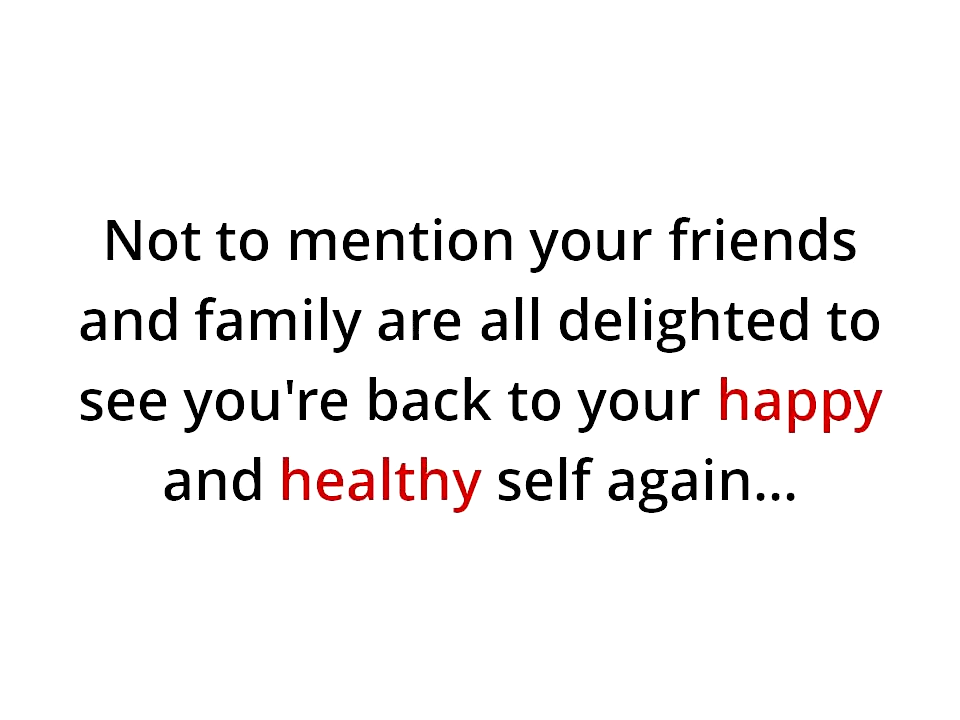 Not to mention your friends
and family are all delighted to
see you're back to your happy
and healthy self again...